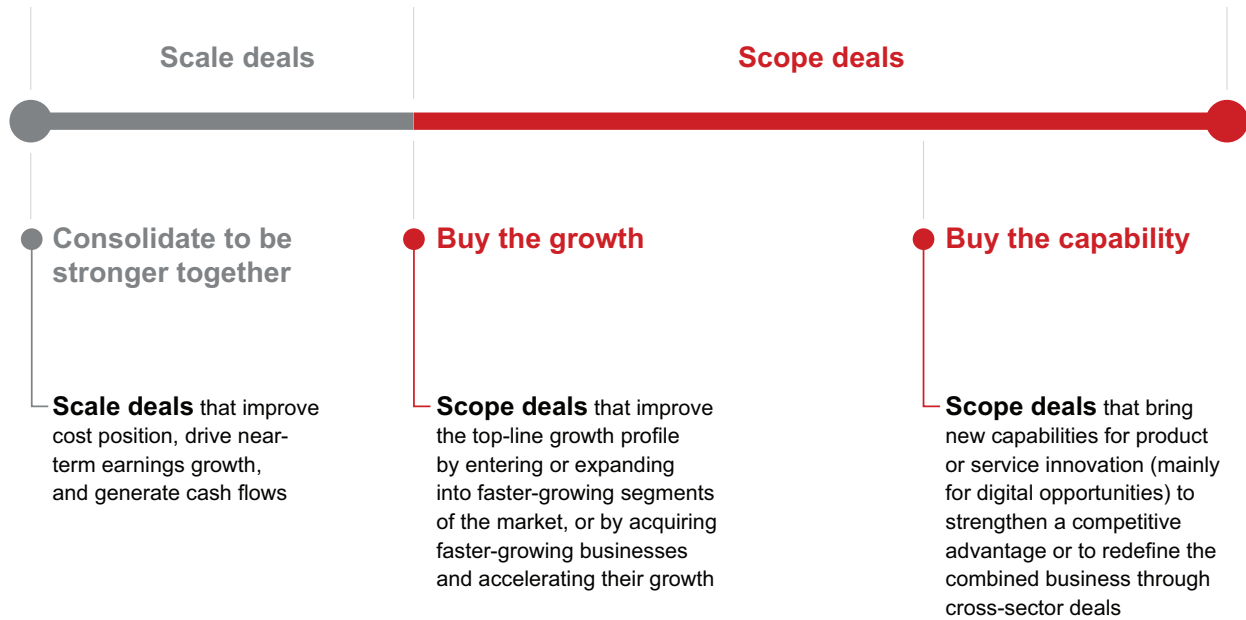 Scale deals
Scope deals
Consolidate to be
stronger together
Scale deals that improve
cost position, drive near-
term earnings growth,
and generate cash flows
Buy the growth
Scope deals that improve
the top-line growth profile
by entering or expanding
into faster-growing segments
of the market, or by acquiring
faster-growing businesses
and accelerating their growth
Buy the capability
Scope deals that bring
new capabilities for product
or service innovation (mainly
for digital opportunities) to
strengthen a competitive
advantage or to redefine the
combined business through
cross-sector deals